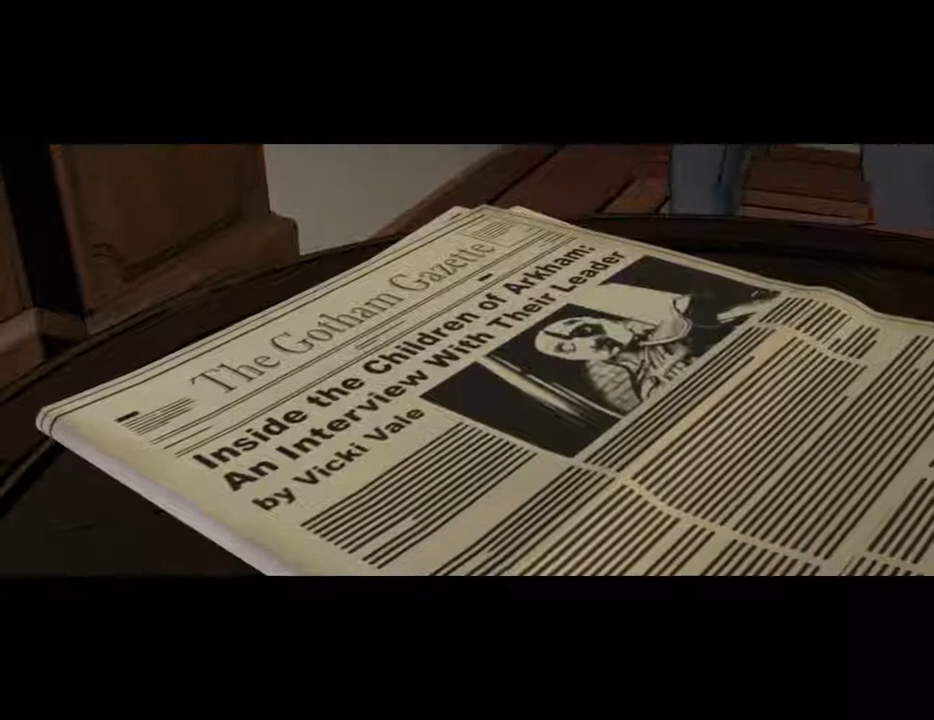 The Gotham Gazette
Inside the Children of Arkham:
An Interview With Their Leader
by Vicki Vale